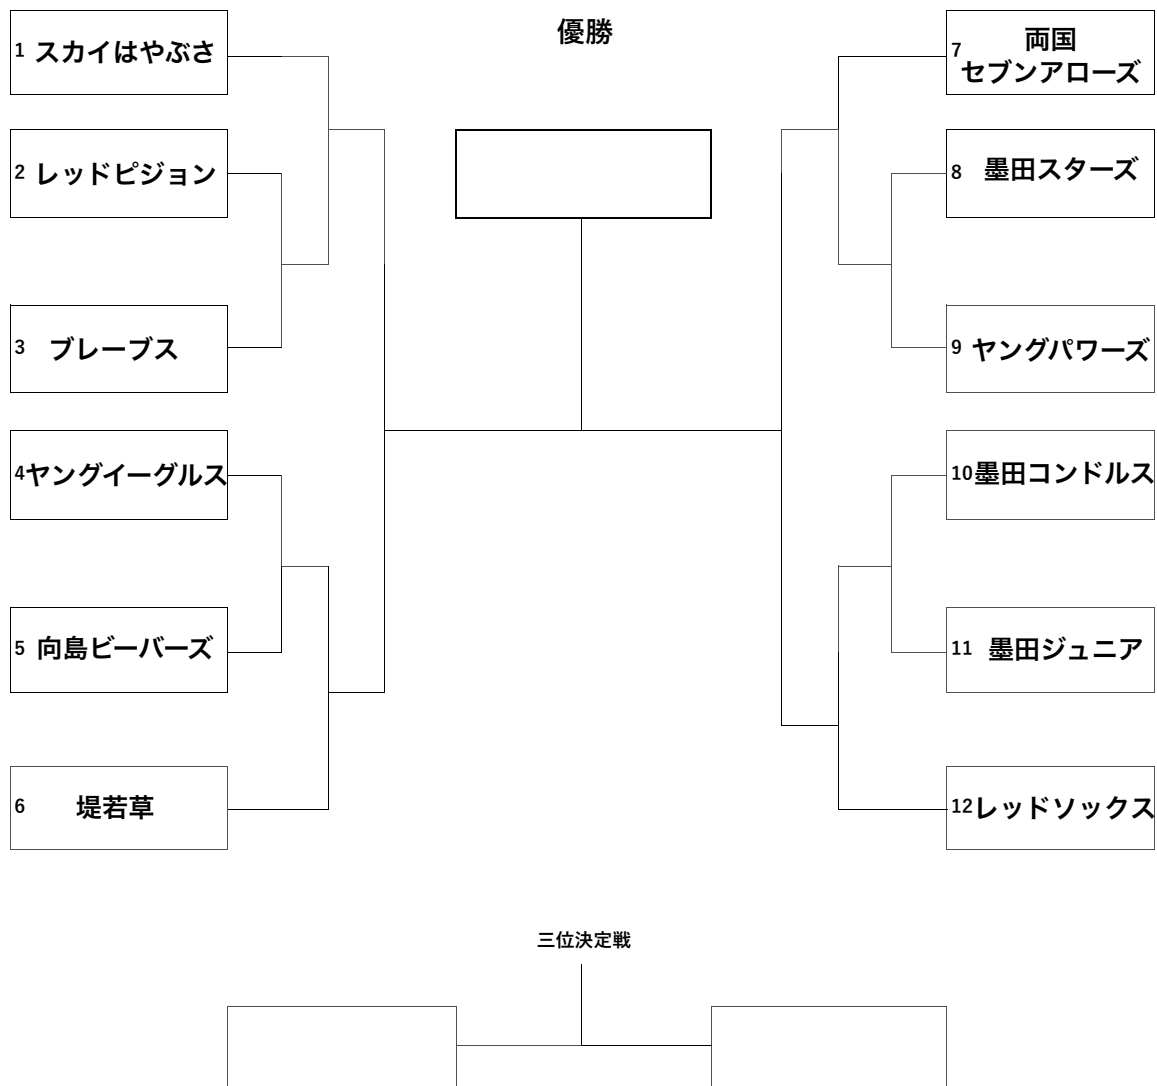 優勝
1 スカイはやぶさ
2 レッドピジョン
3 ブレーブス
4 ヤングイーグルス
5 向島ビーバーズ
6 堤若草
7 両国
セブンアローズ
8 墨田スターズ
9 ヤングパワーズ
10 墨田コンドルス
11 墨田ジュニア
12 レッドソックス
三位決定戦